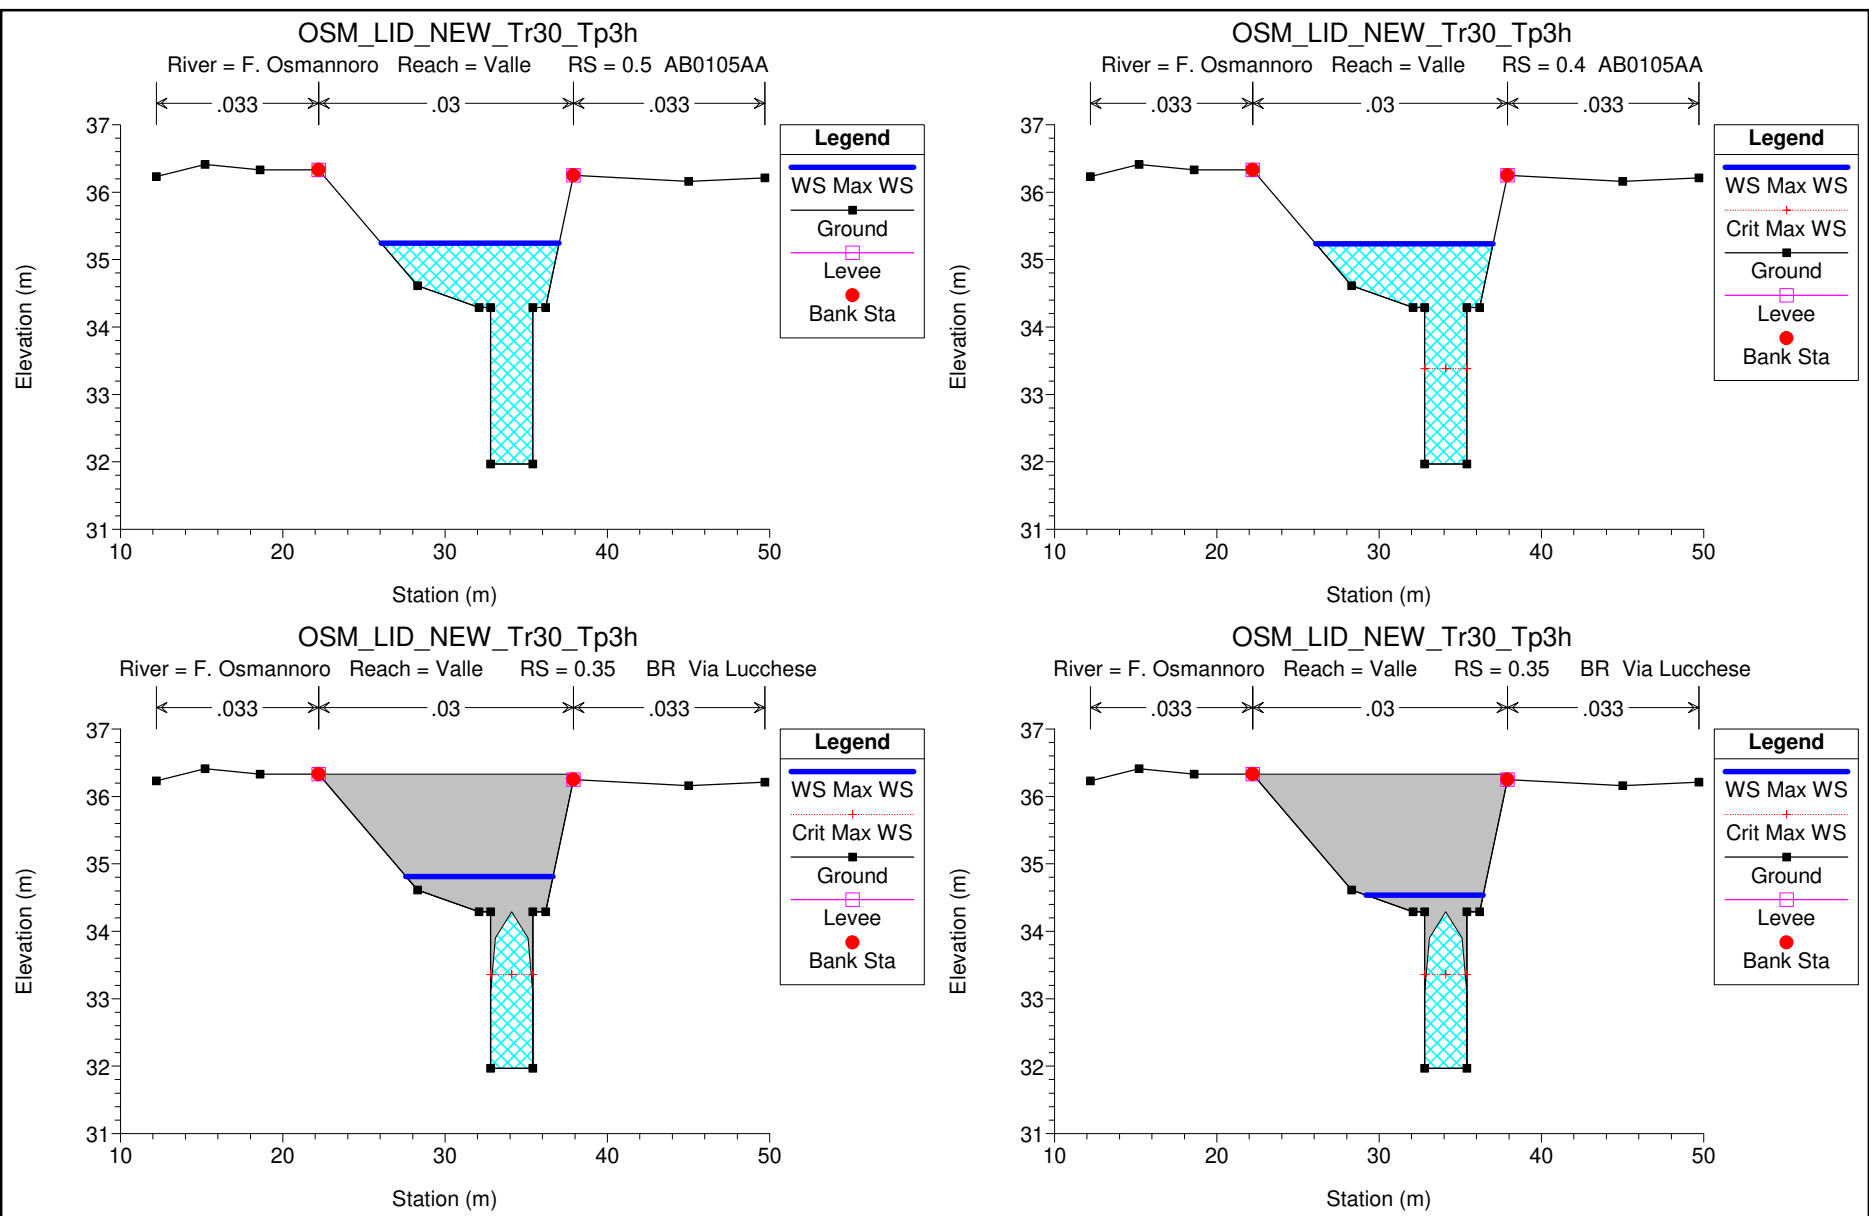 OSM_LID_NEW_Tr30_Tp3h
River = F. Osmannoro Reach = Valle RS = 0.5 AB0105AA
.033 .03 .033
37
36
35
34
33
32
31
Elevation (m)
10 20 30 40 50
Station (m)
Legend
WS Max WS
Ground
Levee
Bank Sta
OSM_LID_NEW_Tr30_Tp3h
River = F. Osmannoro Reach = Valle RS = 0.4 AB0105AA
.033 .03 .033
37
36
35
34
33
32
31
Elevation (m)
10 20 30 40 50
Station (m)
Legend
WS Max WS
Crit Max WS
Ground
Levee
Bank Sta
OSM_LID_NEW_Tr30_Tp3h
River = F. Osmannoro Reach = Valle RS = 0.35 BR Via Lucchese
.033 .03 .033
37
36
35
34
33
32
31
Elevation (m)
10 20 30 40 50
Station (m)
Legend
WS Max WS
Crit Max WS
Ground
Levee
Bank Sta
OSM_LID_NEW_Tr30_Tp3h
River = F. Osmannoro Reach = Valle RS = 0.35 BR Via Lucchese
.033 .03 .033
37
36
35
34
33
32
31
Elevation (m)
10 20 30 40 50
Station (m)
Legend
WS Max WS
Crit Max WS
Ground
Levee
Bank Sta